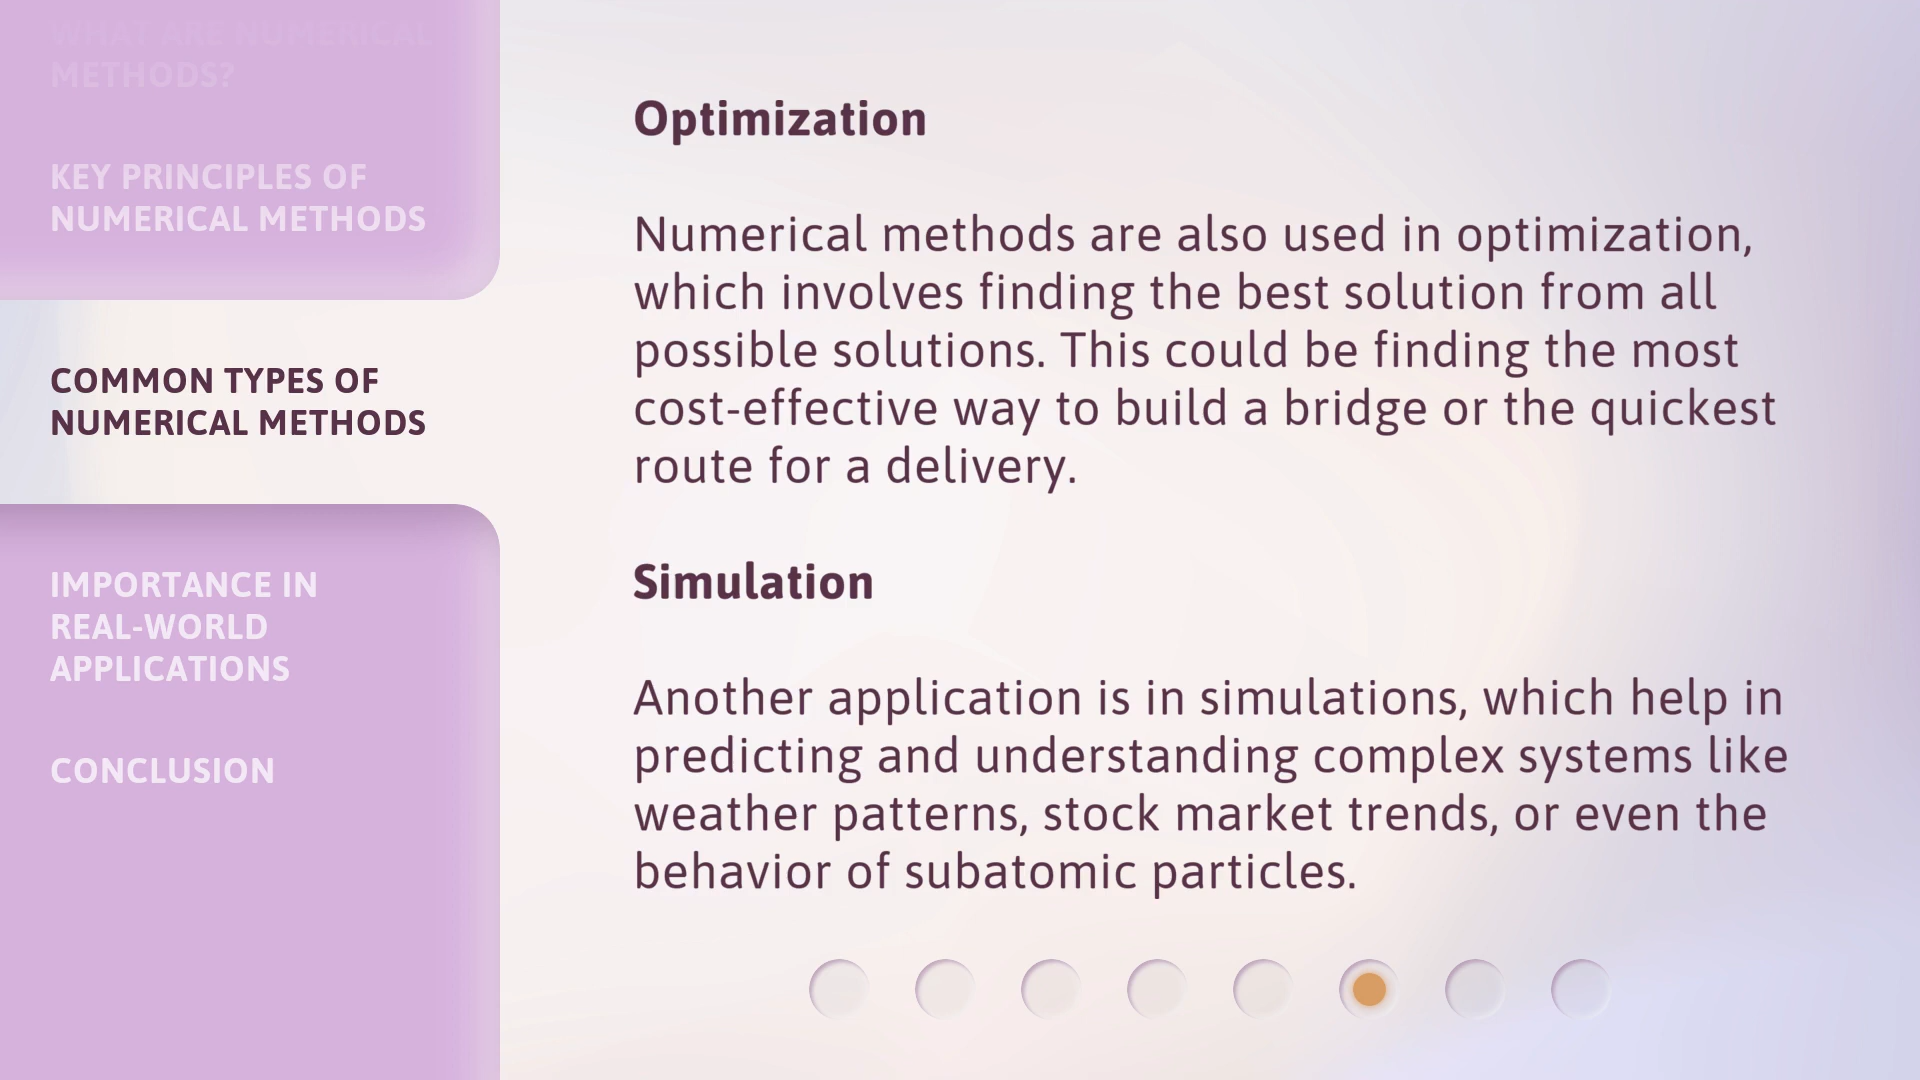 WHAT ARE NUMERICAL
METHODS?
KEY PRINCIPLES OF
NUMERICAL METHODS
COMMON TYPES OF
NUMERICAL METHODS
IMPORTANCE IN
REAL-WORLD
APPLICATIONS
CONCLUSION
Optimization
Numerical methods are also used in optimization,
which involves finding the best solution from all
possible solutions. This could be finding the most
cost-effective way to build a bridge or the quickest
route for a delivery.
Simulation
Another application is in simulations, which help in
predicting and understanding complex systems like
weather patterns, stock market trends, or even the
behavior of subatomic particles.